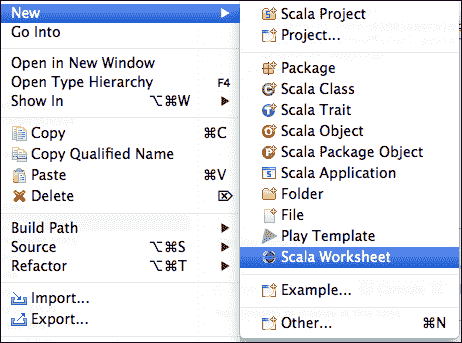 New
Go Into
Open in New Window
Open Type Hierarchy F4
Show In ⌥⌘W
Copy ⌘C
Copy Qualified Name
Paste ⌘V
Delete ⌦
Build Path
Source ⌥⌘S
Refactor ⌥⌘T
Import...
Export...
Scala Project
Project...
Package
Scala Class
Scala Trait
Scala Object
Scala Package Object
Scala Application
Folder
File
Play Template
Scala Worksheet
Example...
Other... ⌘N